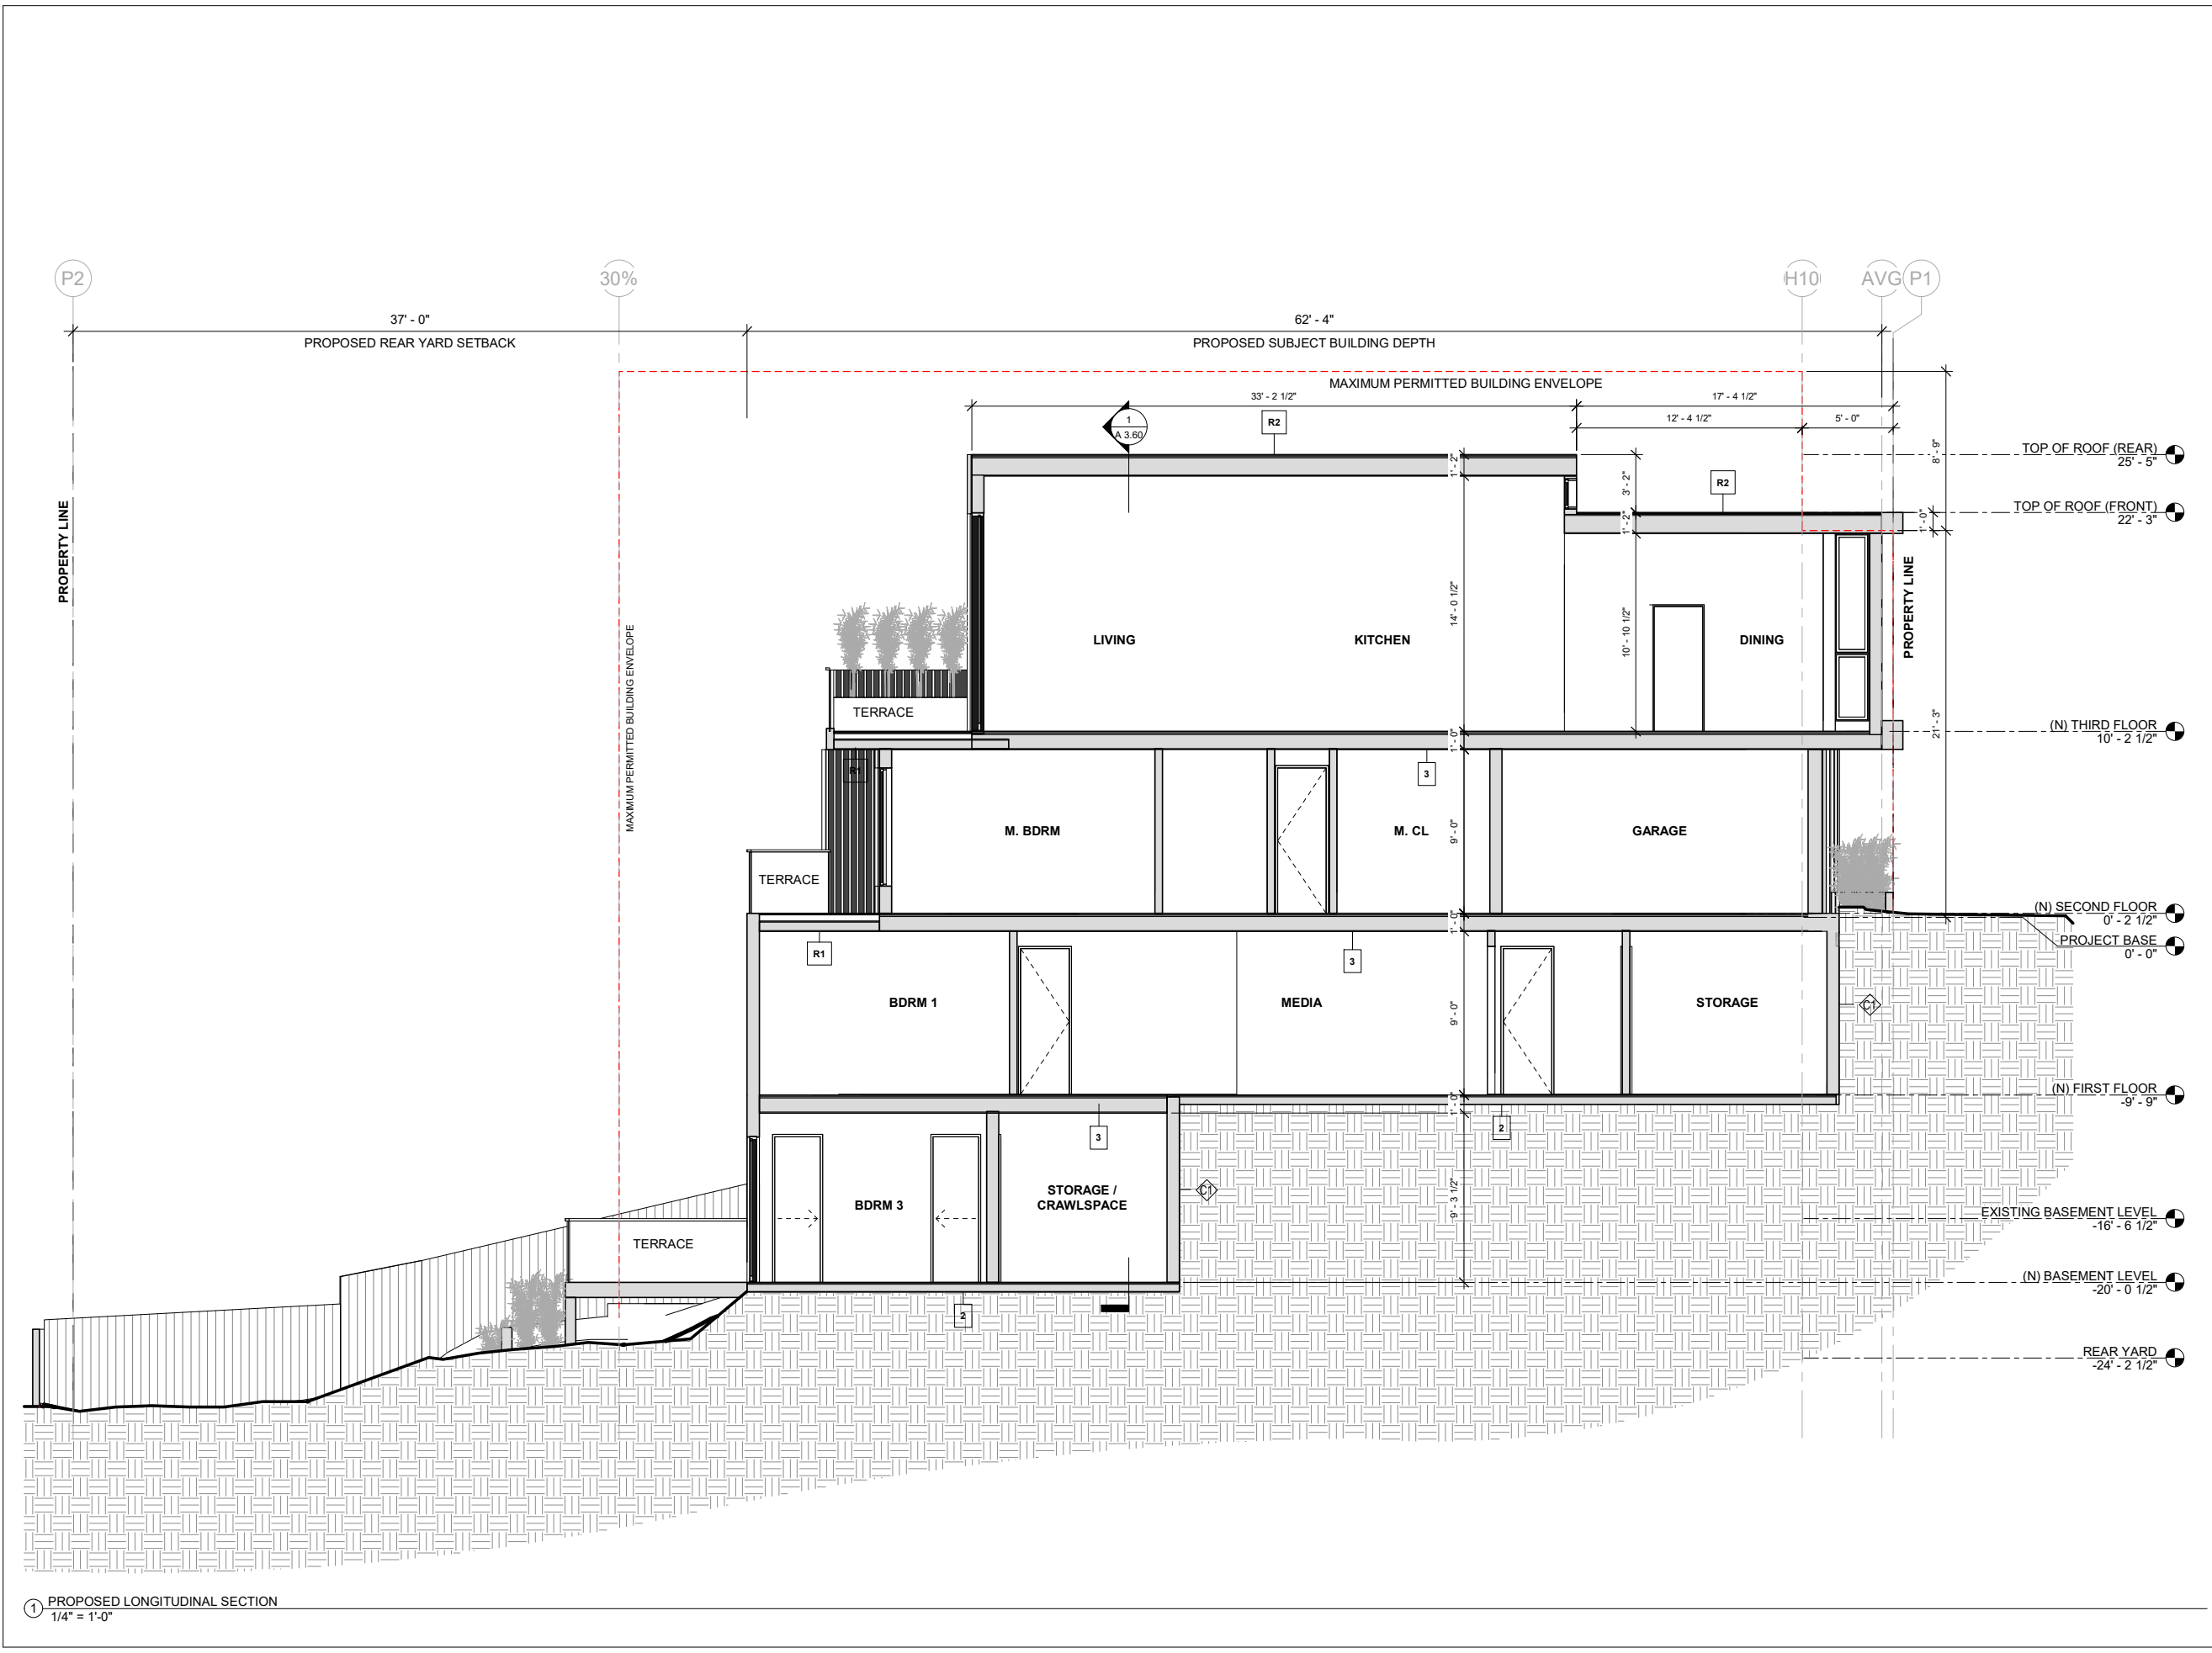 P2
30%
H10
AVG
P1
37' - 0"
62' - 4"
PROPOSED REAR YARD SETBACK
PROPOSED SUBJECT BUILDING DEPTH
MAXIMUM PERMITTED BUILDING ENVELOPE
33' - 2 1/2"
17' - 4 1/2"
12' - 4 1/2"
5' - 0"
1
A 3.60
R2
8' - 9"
TOP OF ROOF (REAR)
25' - 5"
1' - 2"
3' - 2"
R2
TOP OF ROOF (FRONT)
22' - 3"
1' - 2"
1' - 0"
PROPERTY LINE
PROPERTY LINE
14' - 0 1/2"
10' - 10 1/2"
LIVING
KITCHEN
DINING
MAXIMUM PERMITTED BUILDING ENVELOPE
TERRACE
21' - 3"
(N) THIRD FLOOR
10' - 2 1/2"
1' - 0"
R1
3
M. BDRM
9' - 0"
M. CL
GARAGE
TERRACE
(N) SECOND FLOOR
0' - 2 1/2"
1' - 0"
PROJECT BASE
0' - 0"
R1
3
BDRM 1
MEDIA
9' - 0"
STORAGE
C1
(N) FIRST FLOOR
-9' - 9"
1' - 0"
3
2
BDRM 3
STORAGE /
CRAWLSPACE
C1
9' - 3 1/2"
EXISTING BASEMENT LEVEL
-16' - 6 1/2"
TERRACE
(N) BASEMENT LEVEL
-20' - 0 1/2"
2
REAR YARD
-24' - 2 1/2"
1
PROPOSED LONGITUDINAL SECTION
1/4" = 1'-0"